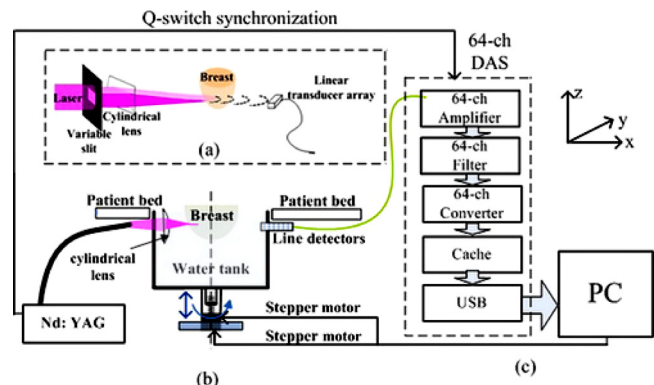 Q-switch synchronization
64-ch
DAS
Breast
Linear
transducer array
Laser
Cylindrical
lens
Variable
slit
(a)
64-ch
Amplifier
64-ch
Filter
64-ch
Converter
Cache
USB
z
y
x
Patient bed
Patient bed
Breast
Line detectors
cylindrical
lens
Water tank
Nd: YAG
Stepper motor
Stepper motor
PC
(b)
(c)